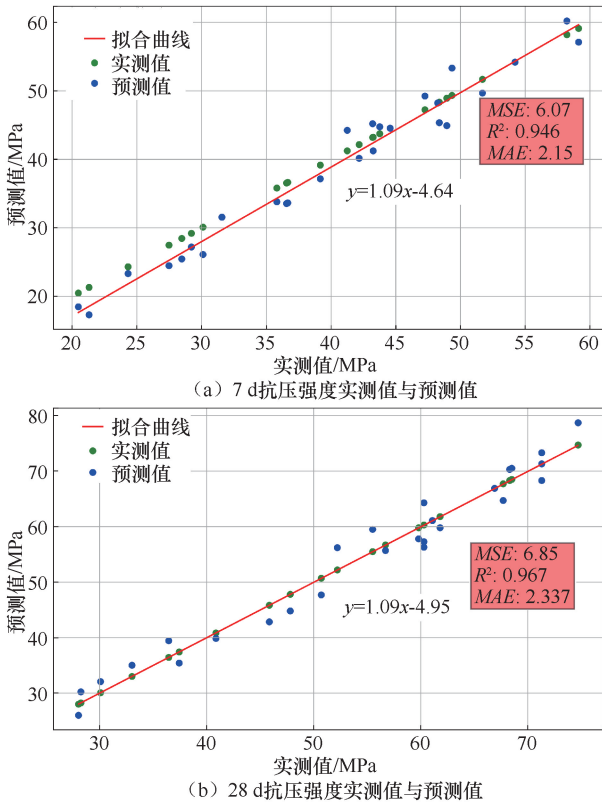 60
50
40
30
20
预测值/MPa
拟合曲线
实测值
预测值
MSE: 6.07
R²: 0.946
MAE: 2.15
y=1.09x-4.64
20 25 30 35 40 45 50 55 60
实测值/MPa
（a）7 d抗压强度实测值与预测值
80
70
60
50
40
30
预测值/MPa
拟合曲线
实测值
预测值
MSE: 6.85
R²: 0.967
MAE: 2.337
y=1.09x-4.95
30 40 50 60 70
实测值/MPa
（b）28 d抗压强度实测值与预测值